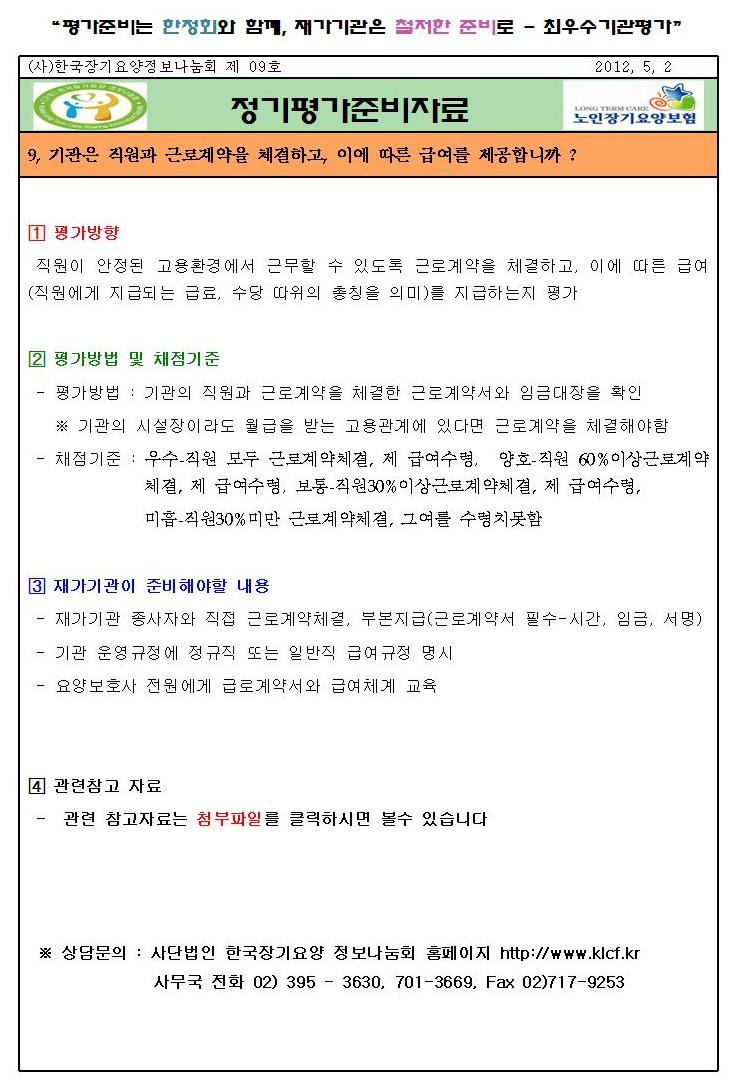 “평가준비는 한정회와 함께, 재가기관은 철저한 준비로 - 최우수기관평가”
(사)한국장기요양정보나눔회 제 09호 2012, 5, 2
정기평가준비자료
LONG TERM CARE
노인장기요양보험
9, 기관은 직원과 근로계약을 체결하고, 이에 따른 급여를 제공합니까 ?
1 평가방향
직원이 안정된 고용환경에서 근무할 수 있도록 근로계약을 체결하고, 이에 따른 급여
(직원에게 지급되는 급료, 수당 따위의 총칭을 의미)를 지급하는지 평가
2 평가방법 및 채점기준
- 평가방법 : 기관의 직원과 근로계약을 체결한 근로계약서와 임금대장을 확인
※ 기관의 시설장이라도 월급을 받는 고용관계에 있다면 근로계약을 체결해야함
- 채점기준 : 우수-직원 모두 근로계약체결, 제 급여수령, 양호-직원 60%이상근로계약
체결, 제 급여수령, 보통-직원30%이상근로계약체결, 제 급여수령,
미흡-직원30%미만 근로계약체결, 그여를 수령치못함
3 재가기관이 준비해야할 내용
- 재가기관 종사자와 직접 근로계약체결, 부본지급(근로계약서 필수-시간, 임금, 서명)
- 기관 운영규정에 정규직 또는 일반직 급여규정 명시
- 요양보호사 전원에게 급로계약서와 급여체계 교육
4 관련참고 자료
- 관련 참고자료는 첨부파일를 클릭하시면 볼수 있습니다
※ 상담문의 : 사단법인 한국장기요양 정보나눔회 홈페이지 http://www.klcf.kr
사무국 전화 02) 395 - 3630, 701-3669, Fax 02)717-9253